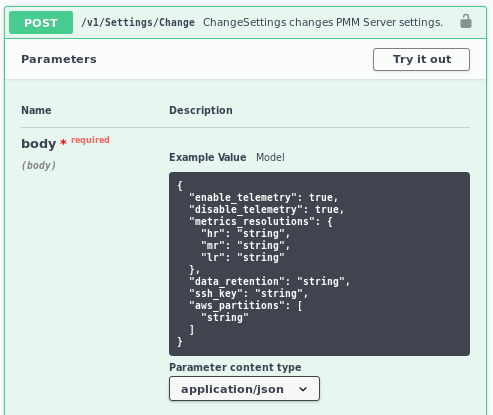 POST /v1/Settings/Change ChangeSettings changes PMM Server settings.
Parameters Try it out
Name Description
body * required
(body)
Example Value Model
{
"enable_telemetry": true,
"disable_telemetry": true,
"metrics_resolutions": {
"hr": "string",
"mr": "string",
"lr": "string"
},
"data_retention": "string",
"ssh_key": "string",
"aws_partitions": [
"string"
]
}
Parameter content type
application/json